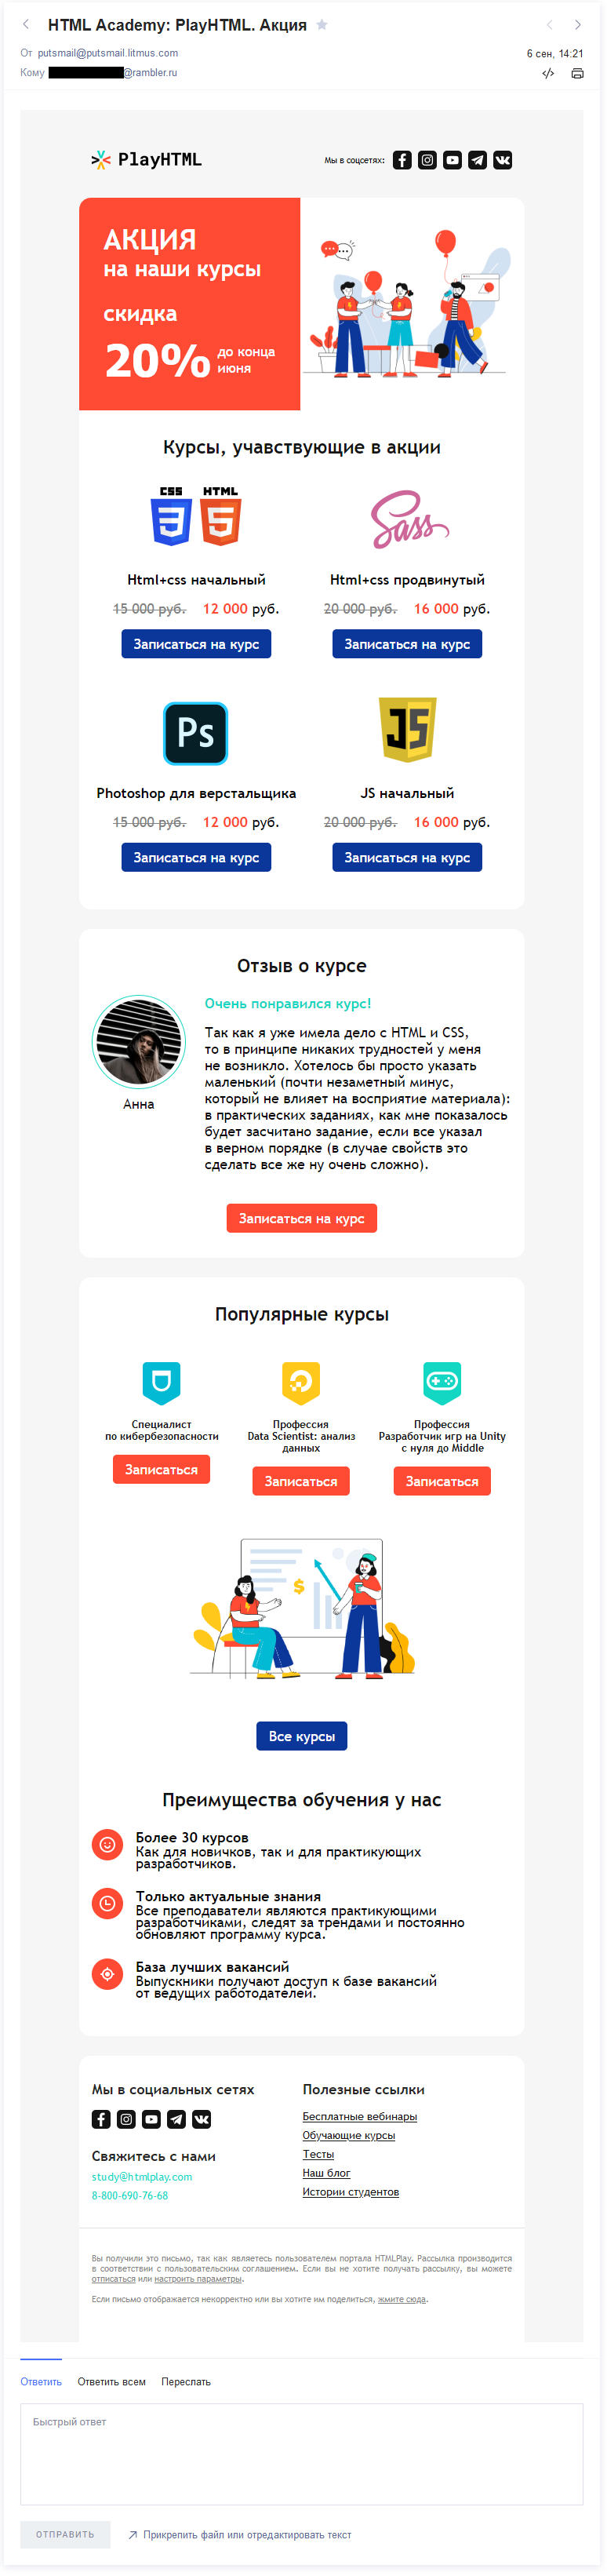 HTML Academy: PlayHTML. Акция
От putsmail@putsmail.litmus.com
6 сен, 14:21
Кому @rambler.ru
PlayHTML
Мы в соцсетях:
АКЦИЯ
на наши курсы
скидка
20% до конца
июня
Курсы, учавствующие в акции
CSS HTML
Sass
Html+css начальный
Html+css продвинутый
15 000 руб. 12 000 руб.
20 000 руб. 16 000 руб.
Записаться на курс
Записаться на курс
Ps
JS
Photoshop для верстальщика
JS начальный
15 000 руб. 12 000 руб.
20 000 руб. 16 000 руб.
Записаться на курс
Записаться на курс
Отзыв о курсе
Очень понравился курс!
Так как я уже имела дело с HTML и CSS,
то в принципе никаких трудностей у меня
не возникло. Хотелось бы просто указать
маленький (почти незаметный минус,
который не влияет на восприятие материала):
в практических заданиях, как мне показалось
будет засчитано задание, если все указал
в верном порядке (в случае свойств это
сделать все же ну очень сложно).
Анна
Записаться на курс
Популярные курсы
Специалист
по кибербезопасности
Записаться
Профессия
Data Scientist: анализ
данных
Записаться
Профессия
Разработчик игр на Unity
с нуля до Middle
Записаться
$
Все курсы
Преимущества обучения у нас
Более 30 курсов
Как для новичков, так и для практикующих
разработчиков.
Только актуальные знания
Все преподаватели являются практикующими
разработчиками, следят за трендами и постоянно
обновляют программу курса.
База лучших вакансий
Выпускники получают доступ к базе вакансий
от ведущих работодателей.
Мы в социальных сетях
Свяжитесь с нами
study@htmlplay.com
8-800-690-76-68
Полезные ссылки
Бесплатные вебинары
Обучающие курсы
Тесты
Наш блог
Истории студентов
Вы получили это письмо, так как являетесь пользователем портала HTMLPlay. Рассылка производится
в соответствии с пользовательским соглашением. Если вы не хотите получать рассылку, вы можете
отписаться или настроить параметры.
Если письмо отображается некорректно или вы хотите им поделиться, жмите сюда.
Ответить Ответить всем Переслать
Быстрый ответ
ОТПРАВИТЬ
Прикрепить файл или отредактировать текст